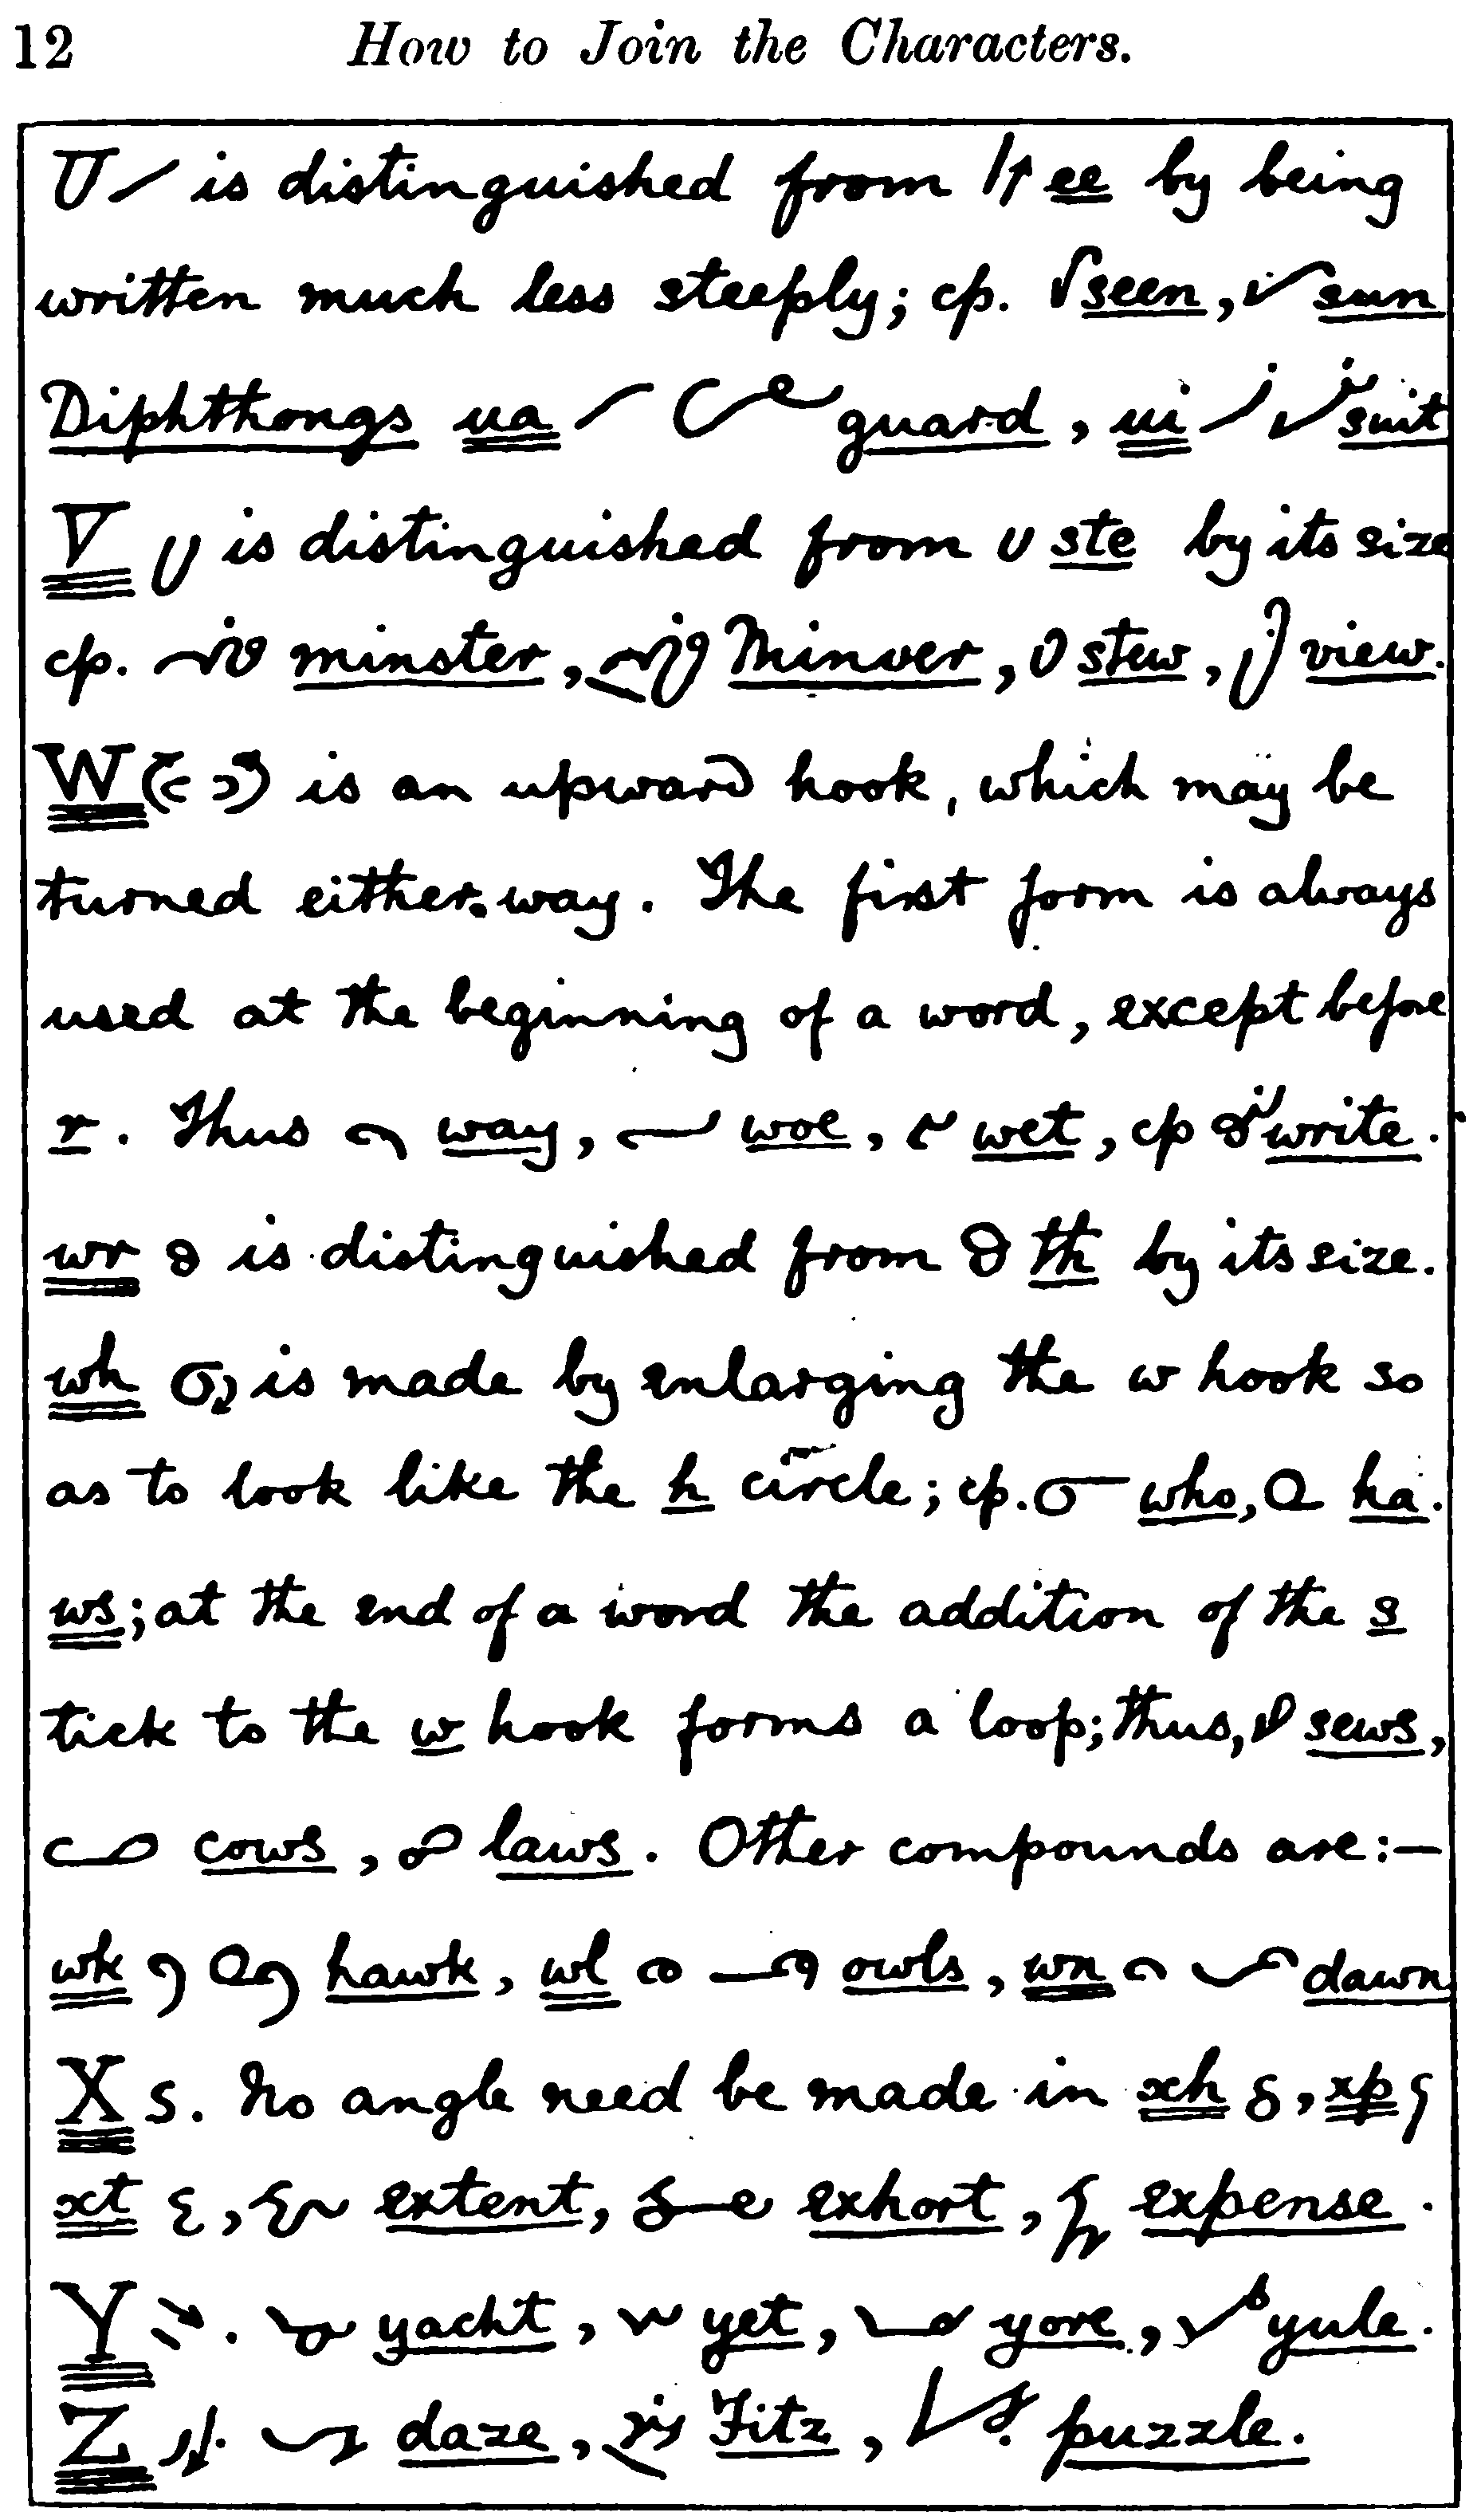 12 How to Join the Characters.
U is distinguished from ee by being
written much less steeply; cp. seen, sun
Diphthongs ua guard, ui suit
V is distinguished from ste by its size
cp. minster, Minver, stew, view.
W is an upward hook, which may be
turned either way. The first form is always
used at the beginning of a word, except before
r. Thus way, woe, wet, cp write.
wr is distinguished from th by its size.
wh is made by enlarging the w hook so
as to look like the h circle; cp. who, ha.
ws; at the end of a word the addition of the s
tick to the w hook forms a loop; thus, sews,
cows, laws. Other compounds are:—
wk hawk, wl owls, wn dawn
X. No angle need be made in xh, xp
xt, extent, exhort, expense.
Y. yacht, yet, yore, yule.
Z. daze, Fitz, puzzle.